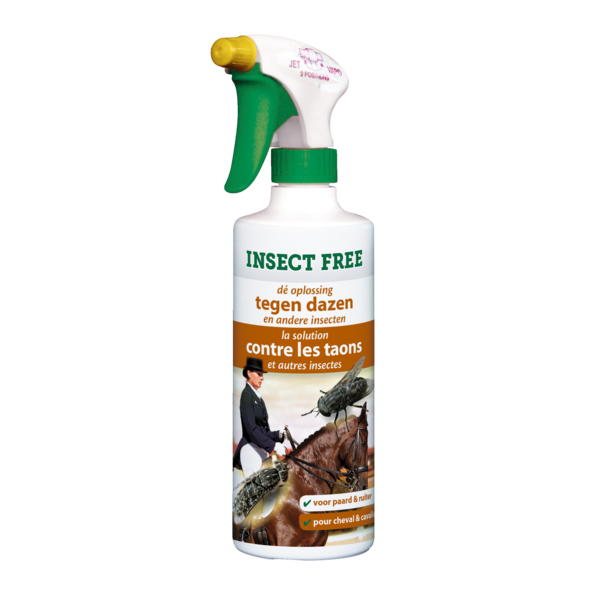 JET
INSECT FREE
dé oplossing
tegen dazen
en andere insecten
la solution
contre les taons
et autres insectes
voor paard & ruiter
pour cheval &